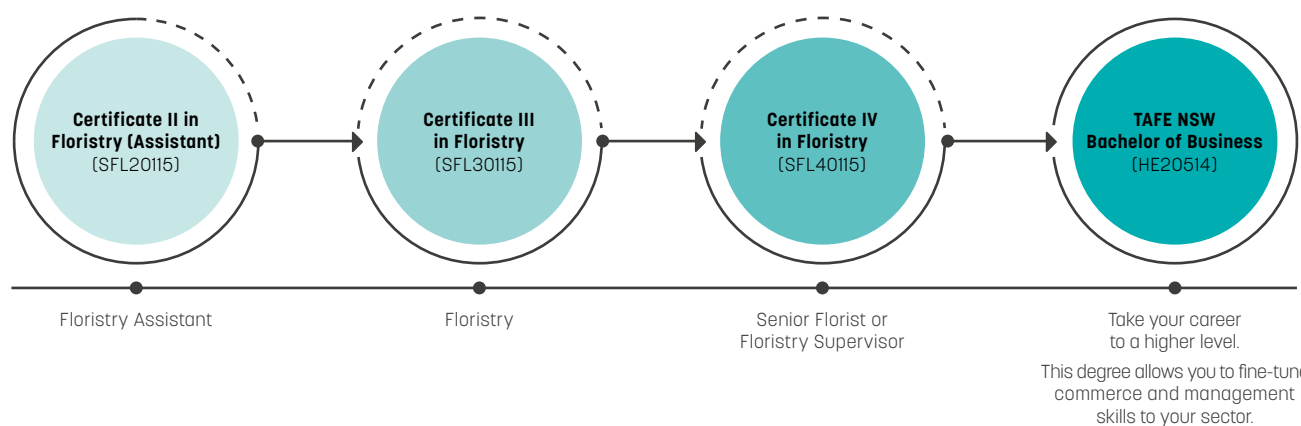 Certificate II in
Floristry (Assistant)
(SFL20115)
Certificate III
in Floristry
(SFL30115)
Certificate IV
in Floristry
(SFL40115)
TAFE NSW
Bachelor of Business
(HE20514)
Floristry Assistant
Floristry
Senior Florist or
Floristry Supervisor
Take your career
to a higher level.
This degree allows you to fine-tune
commerce and management
skills to your sector.